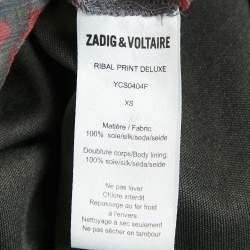 ZADIG & VOLTAIRE
RIBAL PRINT DELUXE
YCS0404F
XS
Matière / Fabric:
100% soie/silk/seda/seide
Doublure corps/Body lining:
100% soie/silk/seda/seide
Ne pas laver
Chlore interdit
Repassage au fer froid
à l'envers
Nettoyage à sec seulement
Ne pas sécher en tambour